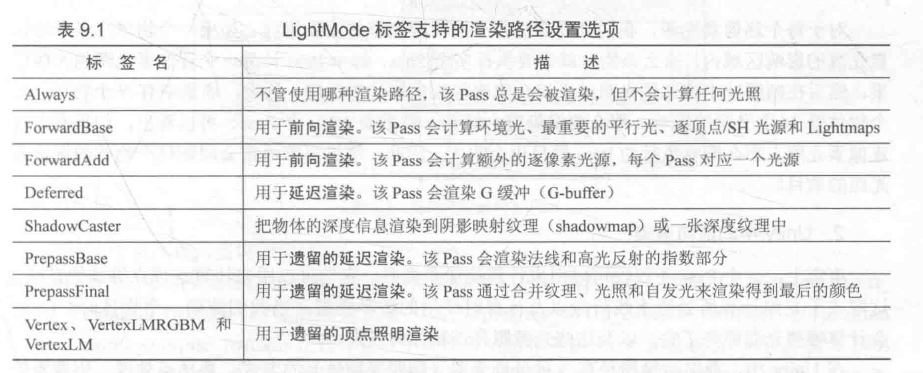 表 9.1 LightMode 标签支持的渲染路径设置选项
标 签 名 描 述
Always 不管使用哪种渲染路径，该 Pass 总是会被渲染，但不会计算任何光照
ForwardBase 用于前向渲染。该 Pass 会计算环境光、最重要的平行光、逐顶点/SH 光源和 Lightmaps
ForwardAdd 用于前向渲染。该 Pass 会计算额外的逐像素光源，每个 Pass 对应一个光源
Deferred 用于延迟渲染。该 Pass 会渲染 G 缓冲（G-buffer）
ShadowCaster 把物体的深度信息渲染到阴影映射纹理（shadowmap）或一张深度纹理中
PrepassBase 用于遗留的延迟渲染。该 Pass 会渲染法线和高光反射的指数部分
PrepassFinal 用于遗留的延迟渲染。该 Pass 通过合并纹理、光照和自发光来渲染得到最后的颜色
Vertex、VertexLMRGBM 和
VertexLM 用于遗留的顶点照明渲染